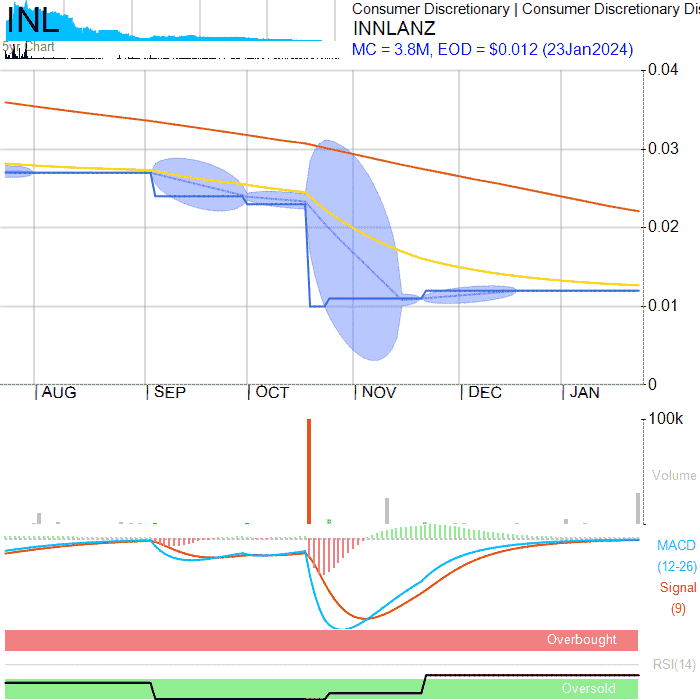 INL
5yr Chart
Consumer Discretionary | Consumer Discretionary Dis
INNLANZ
MC = 3.8M, EOD = $0.012 (23Jan2024)
0.04
0.03
0.02
0.01
0
| AUG
| SEP
| OCT
| NOV
| DEC
| JAN
100k
Volume
MACD
(12-26)
Signal
(9)
Overbought
RSI(14)
Oversold